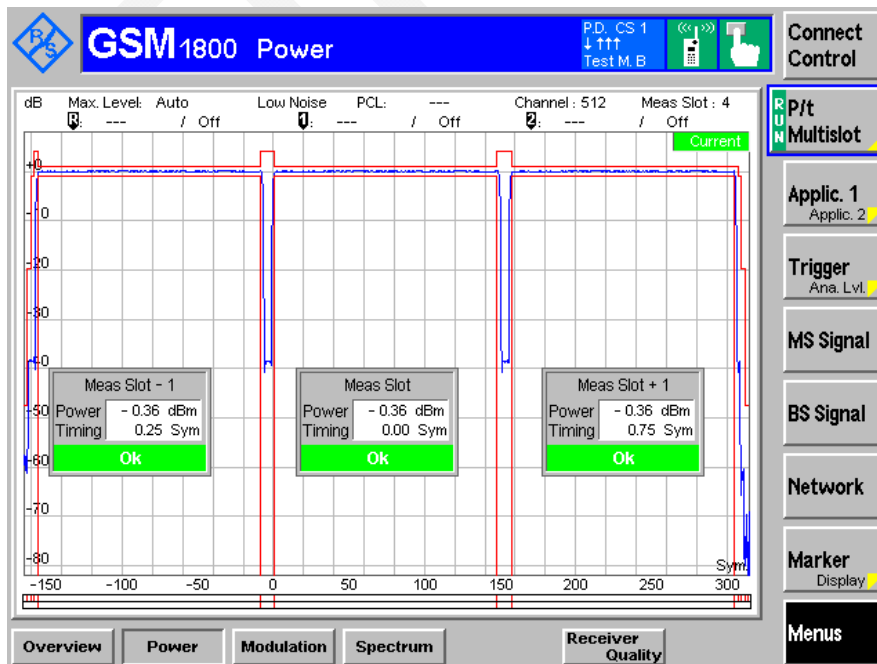 R/S
GSM1800 Power
P.D. CS 1
Test M. B
Connect
Control
dB Max. Level: Auto Low Noise PCL: --- Channel : 512 Meas Slot : 4
R: --- / Off 1: --- / Off 2: --- / Off
Current
RUN
P/t
Multislot
Applic. 1
Applic. 2
Trigger
Ana. Lvl.
MS Signal
BS Signal
Network
Marker
Display
Menus
+0
-10
-20
-30
-40
-50
-60
-70
-80
Meas Slot - 1
Power - 0.36 dBm
Timing 0.25 Sym
Ok
Meas Slot
Power - 0.36 dBm
Timing 0.00 Sym
Ok
Meas Slot + 1
Power - 0.36 dBm
Timing 0.75 Sym
Ok
Sym.
-150 -100 -50 0 50 100 150 200 250 300
Overview Power Modulation Spectrum Receiver
Quality